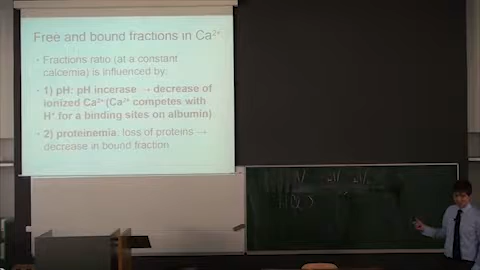 Free and bound fractions in Ca²⁺
• Fractions ratio (at a constant
calcemia) is influenced by:
• 1) pH: pH incerase → decrease of
ionized Ca²⁺ (Ca²⁺ competes with
H⁺ for a binding sites on albumin)
• 2) proteinemia: loss of proteins →
decrease in bound fraction